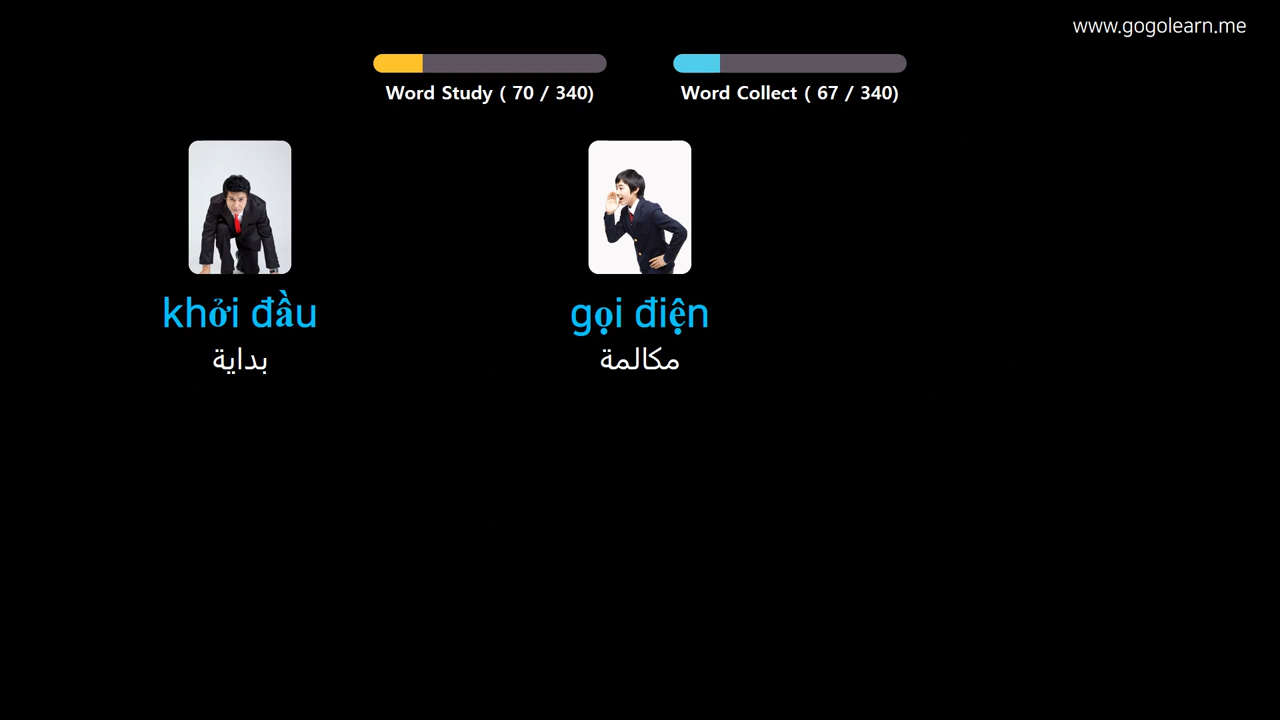 www.gogolearn.me
Word Study ( 70 / 340)
Word Collect ( 67 / 340)
khởi đầu
بداية
gọi điện
مكالمة